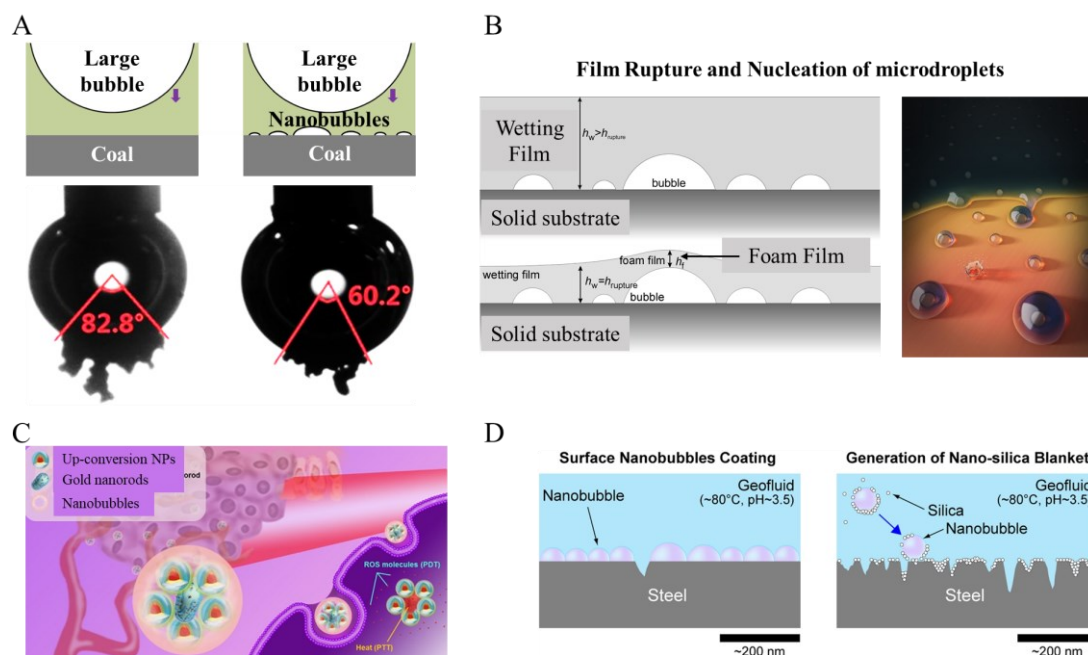 A
Large
bubble
Large
bubble
Nanobubbles
Coal
Coal
82.8°
60.2°
B
Film Rupture and Nucleation of microdroplets
Wetting
Film
hw>hrupture
bubble
Solid substrate
wetting film
foam film
hf
Foam Film
hw=hrupture
bubble
Solid substrate
C
Up-conversion NPs
Gold nanorods
Nanobubbles
ROS molecules (PDT)
Heat (PTT)
D
Surface Nanobubbles Coating
Geofluid
(~80°C, pH~3.5)
Nanobubble
Steel
~200 nm
Generation of Nano-silica Blanket
Geofluid
(~80°C, pH~3.5)
Silica
Nanobubble
Steel
~200 nm